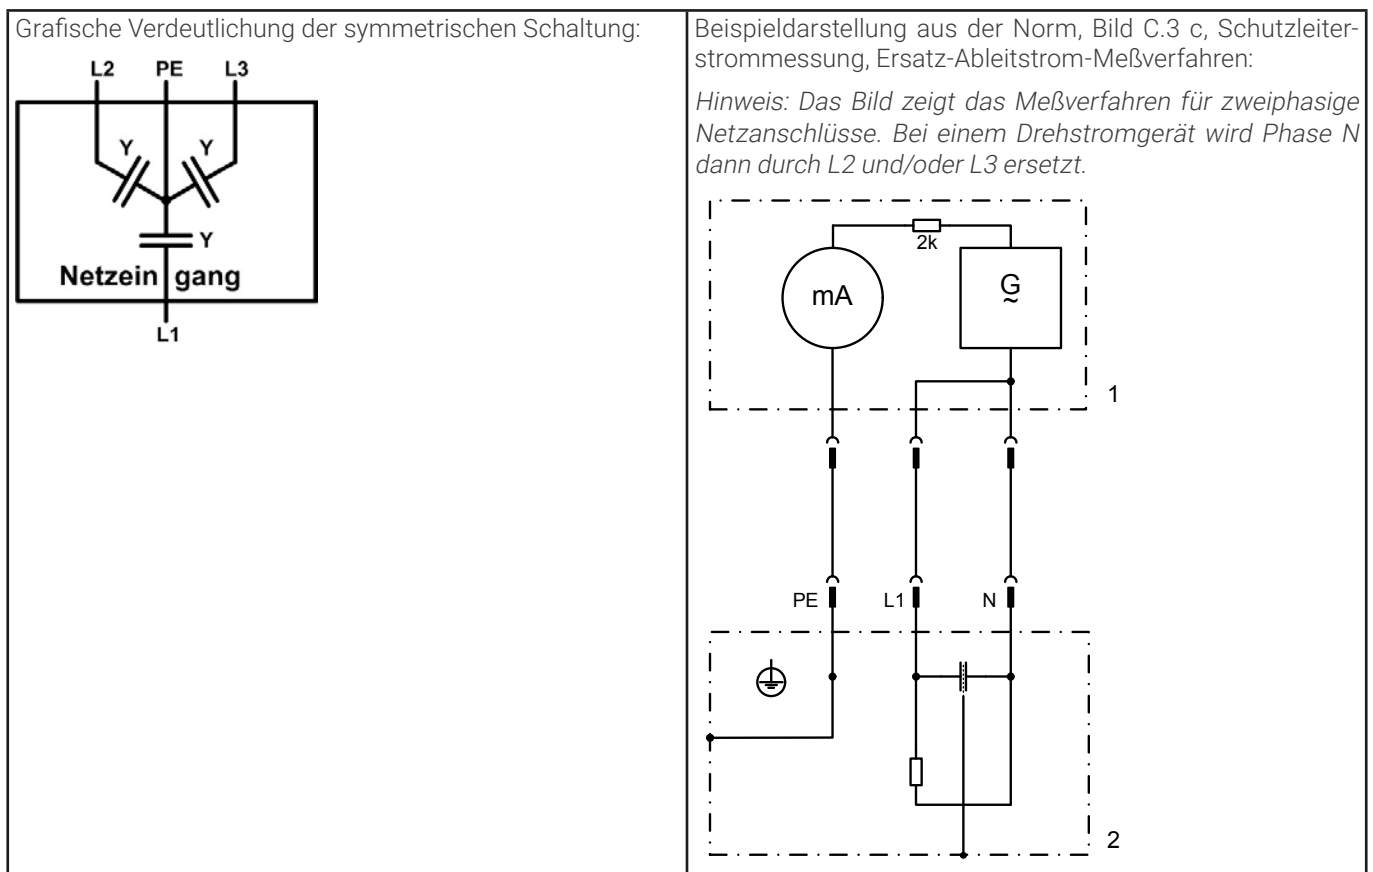 Grafische Verdeutlichung der symmetrischen Schaltung:
L2 PE L3
Y Y
Y
Netzein gang
L1
Beispieldarstellung aus der Norm, Bild C.3 c, Schutzleiter-
strommessung, Ersatz-Ableitstrom-Meßverfahren:
Hinweis: Das Bild zeigt das Meßverfahren für zweiphasige
Netzanschlüsse. Bei einem Drehstromgerät wird Phase N
dann durch L2 und/oder L3 ersetzt.
2k
mA G
~
1
PE L1 N
2